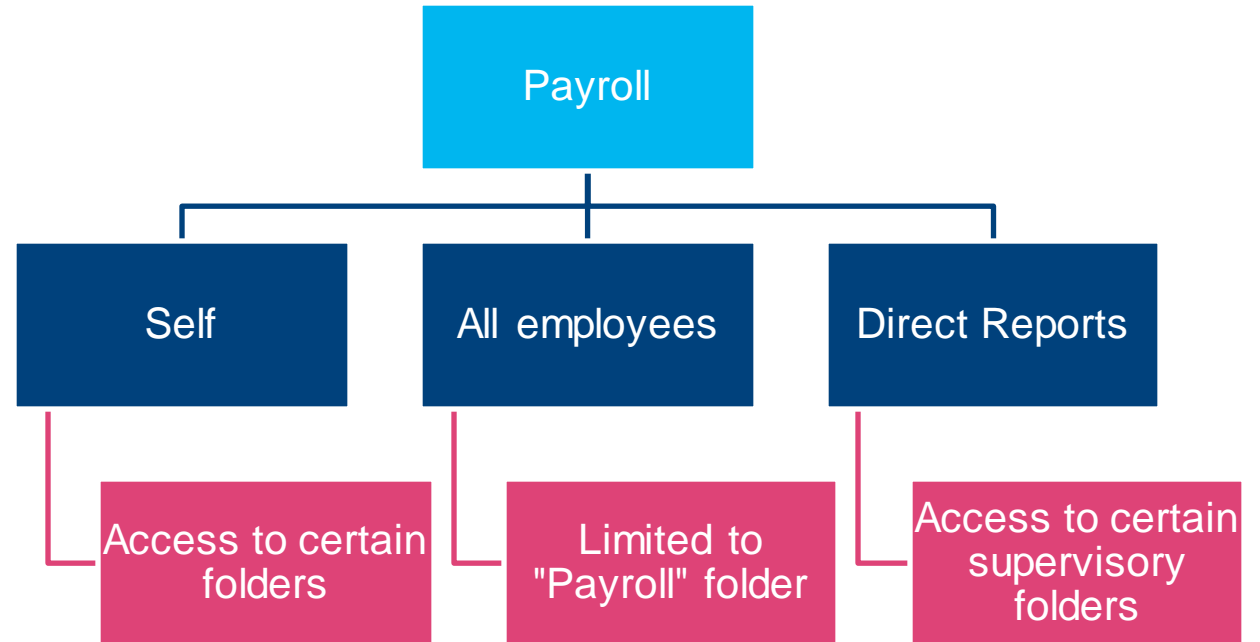 Payroll
Self
All employees
Direct Reports
Access to certain
folders
Limited to
"Payroll" folder
Access to certain
supervisory
folders